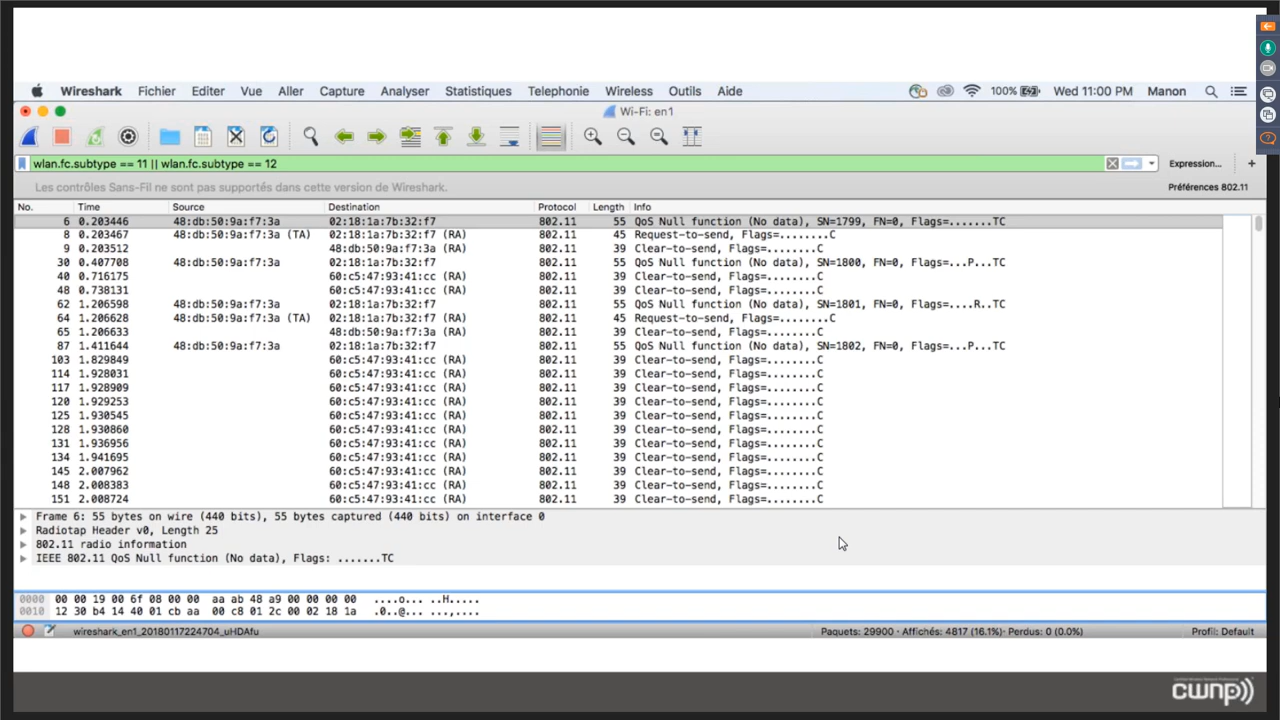 Wireshark Fichier Editer Vue Aller Capture Analyser Statistiques Telephonie Wireless Outils Aide 100% Wed 11:00 PM Manon
Wi-Fi: en1
wlan.fc.subtype == 11 || wlan.fc.subtype == 12 Expression... +
Les contrôles Sans-Fil ne sont pas supportés dans cette version de Wireshark. Préférences 802.11
No. Time Source Destination Protocol Length Info
6 0.203446 48:db:50:9a:f7:3a 02:18:1a:7b:32:f7 802.11 55 QoS Null function (No data), SN=1799, FN=0, Flags=.......TC
8 0.203467 48:db:50:9a:f7:3a (TA) 02:18:1a:7b:32:f7 (RA) 802.11 45 Request-to-send, Flags=........C
9 0.203512 48:db:50:9a:f7:3a (RA) 802.11 39 Clear-to-send, Flags=........C
30 0.407708 48:db:50:9a:f7:3a 02:18:1a:7b:32:f7 802.11 55 QoS Null function (No data), SN=1800, FN=0, Flags=...P...TC
40 0.716175 60:c5:47:93:41:cc (RA) 802.11 39 Clear-to-send, Flags=........C
48 0.738131 60:c5:47:93:41:cc (RA) 802.11 39 Clear-to-send, Flags=........C
62 1.206598 48:db:50:9a:f7:3a 02:18:1a:7b:32:f7 802.11 55 QoS Null function (No data), SN=1801, FN=0, Flags=....R..TC
64 1.206628 48:db:50:9a:f7:3a (TA) 02:18:1a:7b:32:f7 (RA) 802.11 45 Request-to-send, Flags=........C
65 1.206633 48:db:50:9a:f7:3a (RA) 802.11 39 Clear-to-send, Flags=........C
87 1.411644 48:db:50:9a:f7:3a 02:18:1a:7b:32:f7 802.11 55 QoS Null function (No data), SN=1802, FN=0, Flags=...P...TC
103 1.829849 60:c5:47:93:41:cc (RA) 802.11 39 Clear-to-send, Flags=........C
114 1.928031 60:c5:47:93:41:cc (RA) 802.11 39 Clear-to-send, Flags=........C
117 1.928909 60:c5:47:93:41:cc (RA) 802.11 39 Clear-to-send, Flags=........C
120 1.929253 60:c5:47:93:41:cc (RA) 802.11 39 Clear-to-send, Flags=........C
125 1.930545 60:c5:47:93:41:cc (RA) 802.11 39 Clear-to-send, Flags=........C
128 1.930860 60:c5:47:93:41:cc (RA) 802.11 39 Clear-to-send, Flags=........C
131 1.936956 60:c5:47:93:41:cc (RA) 802.11 39 Clear-to-send, Flags=........C
134 1.941695 60:c5:47:93:41:cc (RA) 802.11 39 Clear-to-send, Flags=........C
145 2.007962 60:c5:47:93:41:cc (RA) 802.11 39 Clear-to-send, Flags=........C
148 2.008383 60:c5:47:93:41:cc (RA) 802.11 39 Clear-to-send, Flags=........C
151 2.008724 60:c5:47:93:41:cc (RA) 802.11 39 Clear-to-send, Flags=........C
Frame 6: 55 bytes on wire (440 bits), 55 bytes captured (440 bits) on interface 0
Radiotap Header v0, Length 25
802.11 radio information
IEEE 802.11 QoS Null function (No data), Flags: .......TC
0000 00 00 19 00 6f 08 00 00 aa ab 48 a9 00 00 00 00 ....o... ..H.....
0010 12 30 b4 14 40 01 cb aa 00 c8 01 2c 00 02 18 1a .0..@... ...,....
wireshark_en1_20180117224704_uHDAfu Paquets: 29900 · Affichés: 4817 (16.1%) · Perdus: 0 (0.0%) Profil: Default
cwnp